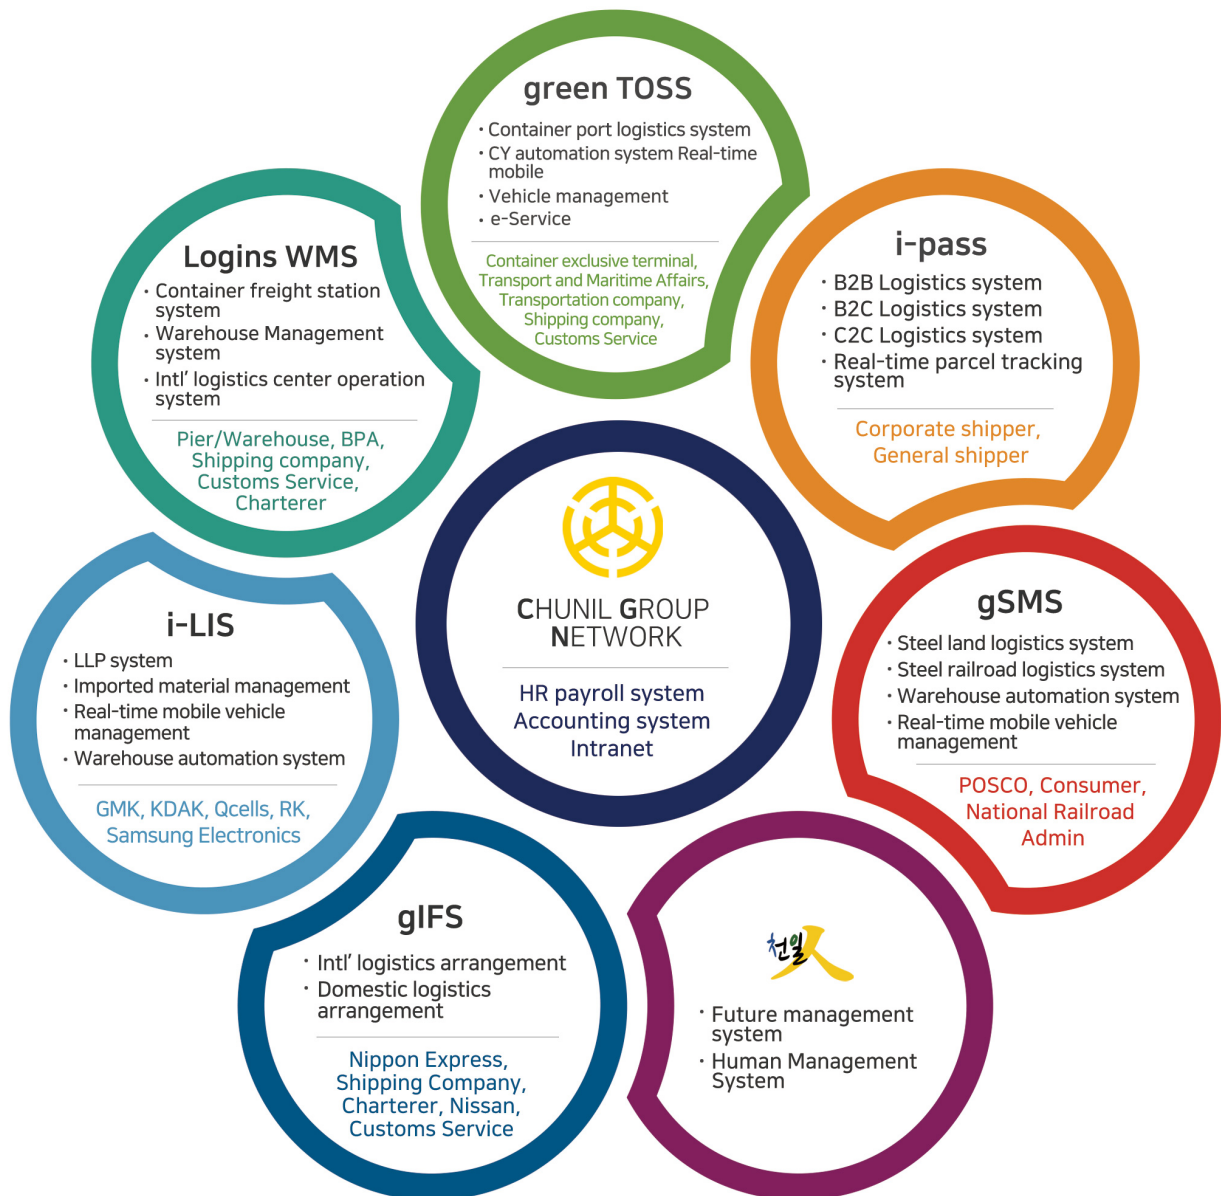 green TOSS
· Container port logistics system
· CY automation system Real-time
mobile
· Vehicle management
· e-Service
Container exclusive terminal,
Transport and Maritime Affairs,
Transportation company,
Shipping company,
Customs Service
Logins WMS
· Container freight station
system
· Warehouse Management
system
· Intl' logistics center operation
system
Pier/Warehouse, BPA,
Shipping company,
Customs Service,
Charterer
i-pass
· B2B Logistics system
· B2C Logistics system
· C2C Logistics system
· Real-time parcel tracking
system
Corporate shipper,
General shipper
CHUNIL GROUP
NETWORK
HR payroll system
Accounting system
Intranet
i-LIS
· LLP system
· Imported material management
· Real-time mobile vehicle
management
· Warehouse automation system
GMK, KDAK, Qcells, RK,
Samsung Electronics
gSMS
· Steel land logistics system
· Steel railroad logistics system
· Warehouse automation system
· Real-time mobile vehicle
management
POSCO, Consumer,
National Railroad
Admin
gIFS
· Intl' logistics arrangement
· Domestic logistics
arrangement
Nippon Express,
Shipping Company,
Charterer, Nissan,
Customs Service
천일人
· Future management
system
· Human Management
System